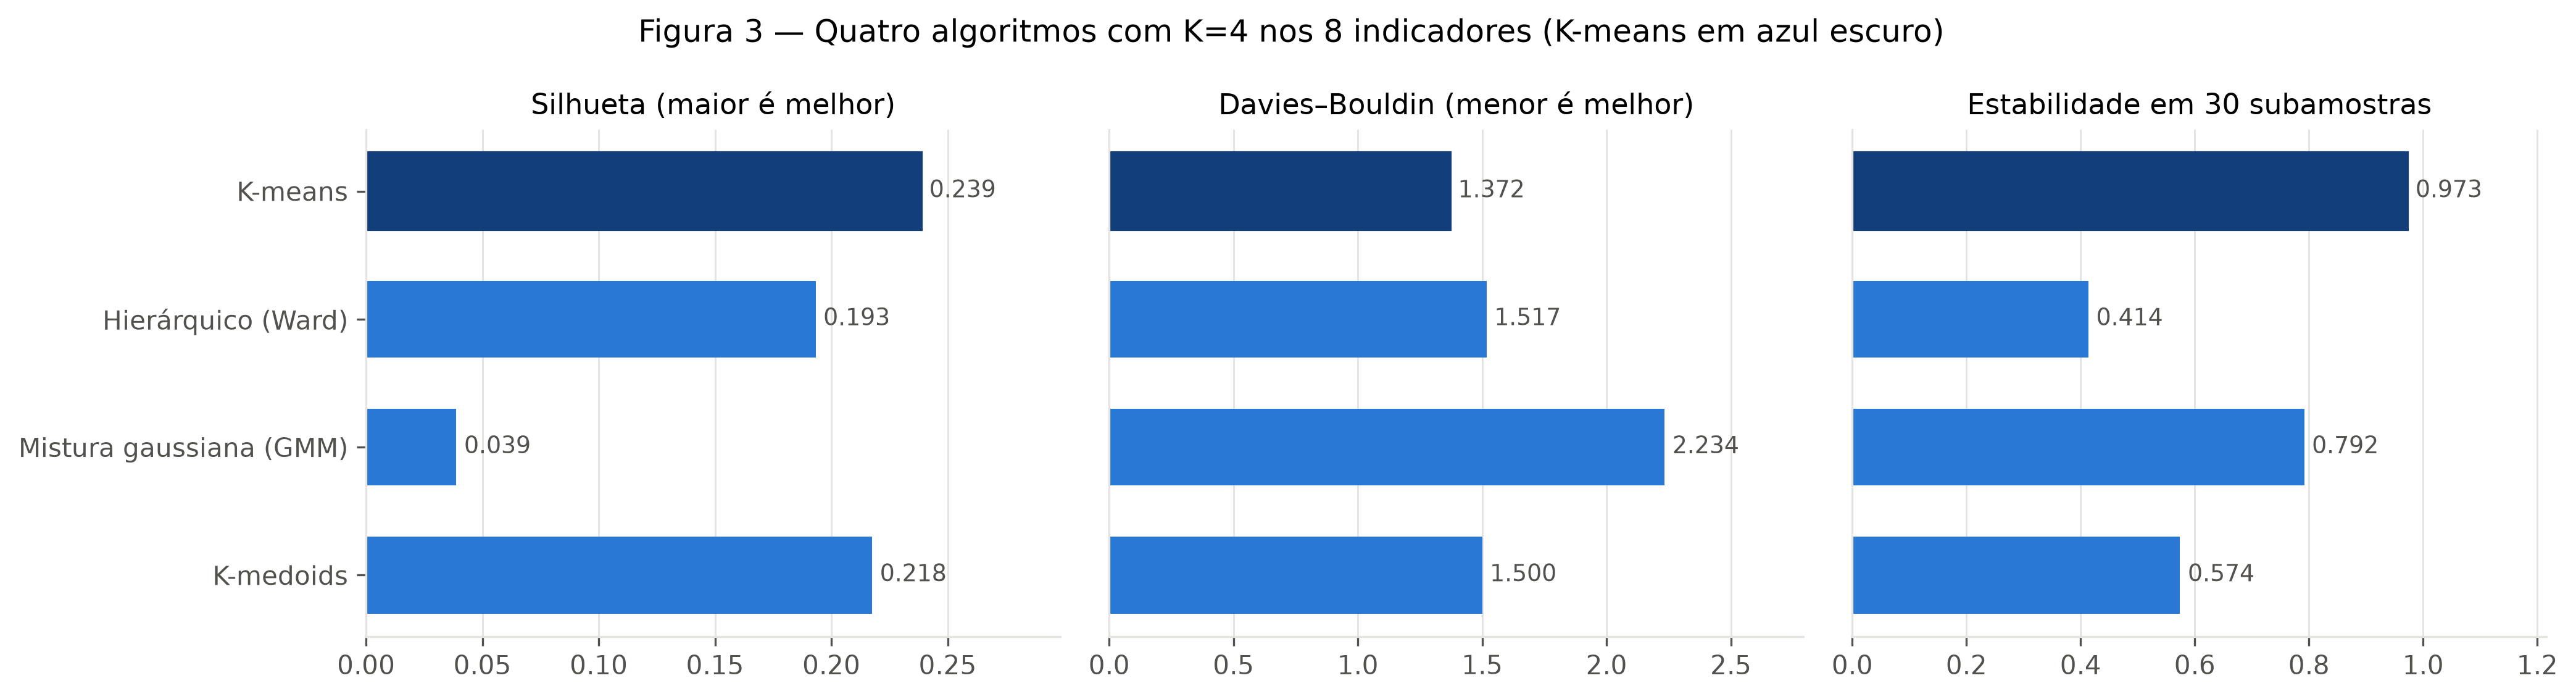 Figura 3 — Quatro algoritmos com K=4 nos 8 indicadores (K-means em azul escuro)
Silhueta (maior é melhor)
K-means
0.239
Hierárquico (Ward)
0.193
Mistura gaussiana (GMM)
0.039
K-medoids
0.218
0.00 0.05 0.10 0.15 0.20 0.25
Davies–Bouldin (menor é melhor)
1.372
1.517
2.234
1.500
0.0 0.5 1.0 1.5 2.0 2.5
Estabilidade em 30 subamostras
0.973
0.414
0.792
0.574
0.0 0.2 0.4 0.6 0.8 1.0 1.2